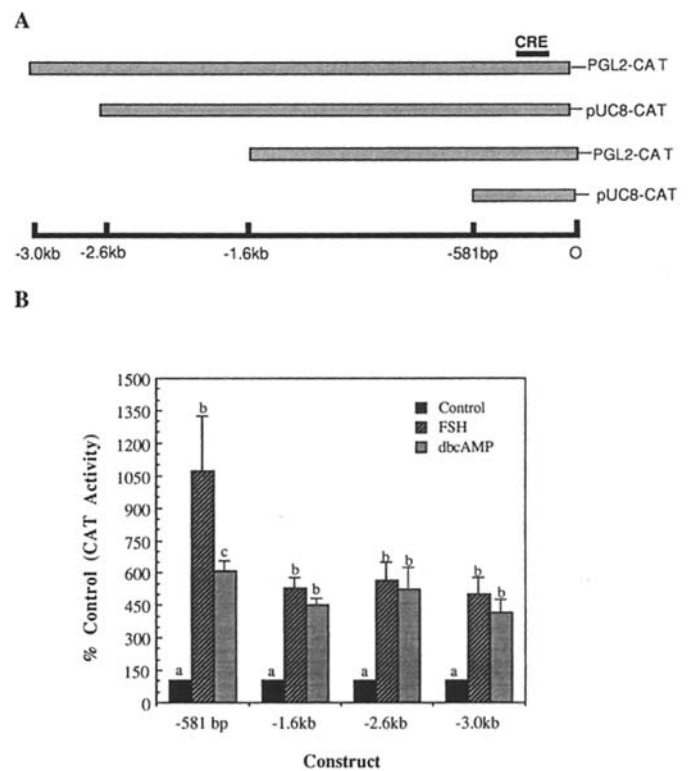 A
CRE
PGL2-CAT
pUC8-CAT
PGL2-CAT
pUC8-CAT
-3.0kb -2.6kb -1.6kb -581bp O
B
1500
1350
1200
1050
900
750
600
450
300
150
0
% Control (CAT Activity)
Control
FSH
dbcAMP
b
c
b b
b b
b b
a a a a
-581 bp -1.6kb -2.6kb -3.0kb
Construct